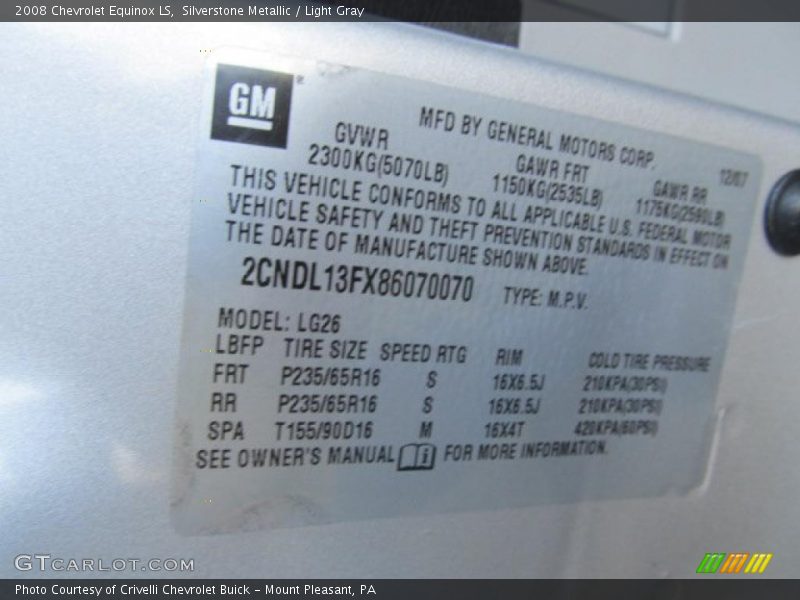 2008 Chevrolet Equinox LS,  Silverstone Metallic / Light Gray
GM
MFD BY GENERAL MOTORS CORP.
12/07
GVWR GAWR FRT GAWR RR
2300KG(5070LB) 1150KG(2535LB) 1175KG(2590LB)
THIS VEHICLE CONFORMS TO ALL APPLICABLE U.S. FEDERAL MOTOR
VEHICLE SAFETY AND THEFT PREVENTION STANDARDS IN EFFECT ON
THE DATE OF MANUFACTURE SHOWN ABOVE.
2CNDL13FX86070070 TYPE: M.P.V.
MODEL: LG26
LBFP TIRE SIZE SPEED RTG RIM COLD TIRE PRESSURE
FRT P235/65R16 S 16X6.5J 210KPA(30PSI)
RR P235/65R16 S 16X6.5J 210KPA(30PSI)
SPA T155/90D16 M 16X4T 420KPA(60PSI)
SEE OWNER'S MANUAL i FOR MORE INFORMATION.
GTCARLOT.COM
Photo Courtesy of Crivelli Chevrolet Buick - Mount Pleasant, PA